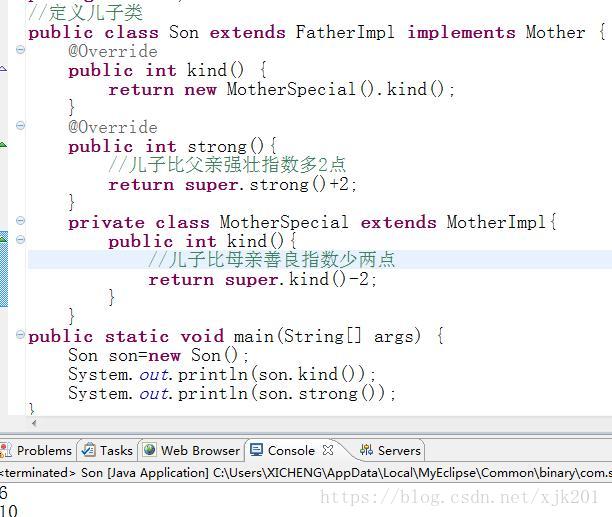 //定义儿子类
public class Son extends FatherImpl implements Mother {
@Override
public int kind() {
return new MotherSpecial().kind();
}
@Override
public int strong(){
//儿子比父亲强壮指数多2点
return super.strong()+2;
}
private class MotherSpecial extends MotherImpl{
public int kind(){
//儿子比母亲善良指数少两点
return super.kind()-2;
}
}
public static void main(String[] args) {
Son son=new Son();
System.out.println(son.kind());
System.out.println(son.strong());
}
Problems Tasks Web Browser Console Servers
<terminated> Son [Java Application] C:\Users\XICHENG\AppData\Local\MyEclipse\Common\binary\com.s
6
10
https://blog.csdn.net/xjk201